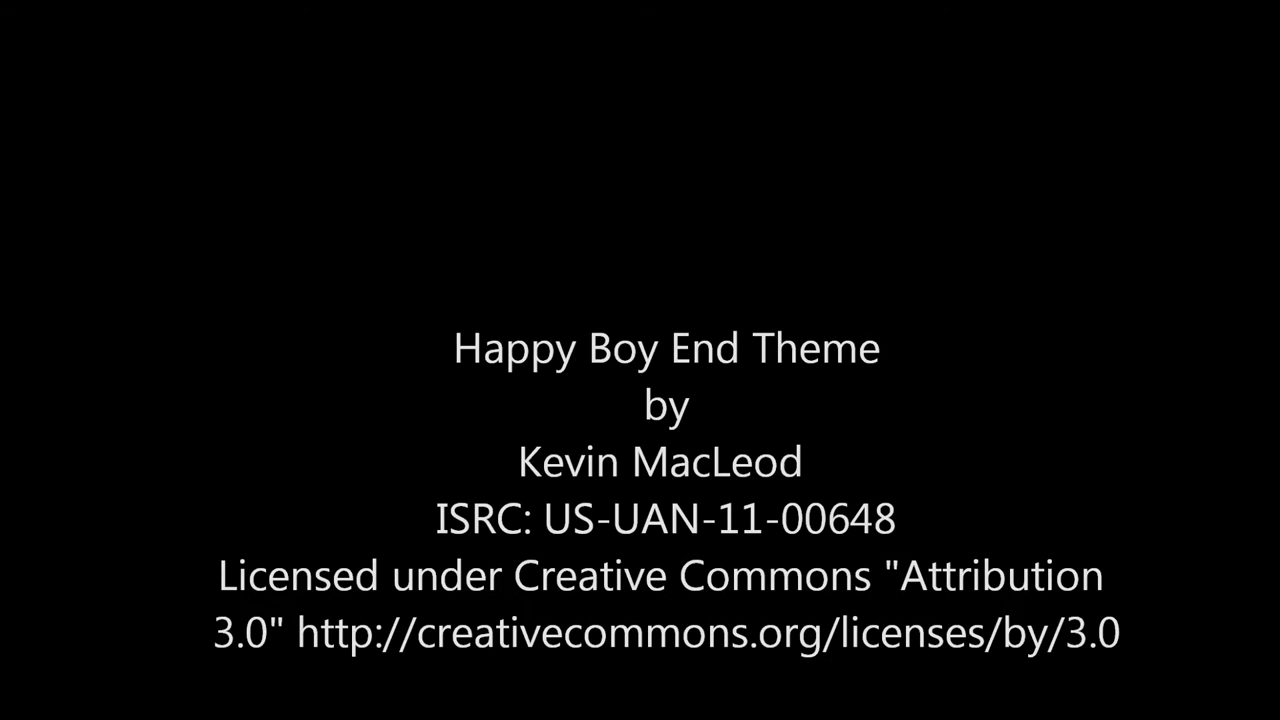 Happy Boy End Theme
by
Kevin MacLeod
ISRC: US-UAN-11-00648
Licensed under Creative Commons "Attribution
3.0" http://creativecommons.org/licenses/by/3.0